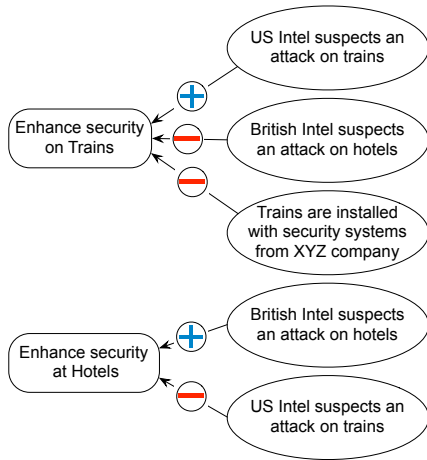 US Intel suspects an
attack on trains
Enhance security
on Trains
British Intel suspects
an attack on hotels
Trains are installed
with security systems
from XYZ company
British Intel suspects
an attack on hotels
Enhance security
at Hotels
US Intel suspects an
attack on trains